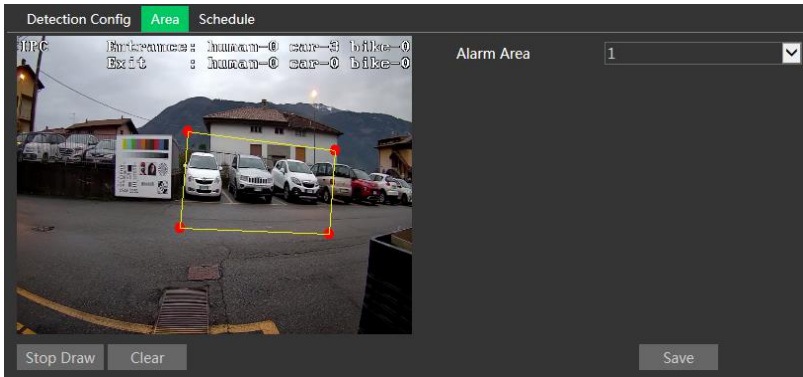 Detection Config Area Schedule
IPC Entrance: human-0 car-3 bike-0
Exit : human-0 car-0 bike-0
Alarm Area 1
Stop Draw Clear Save